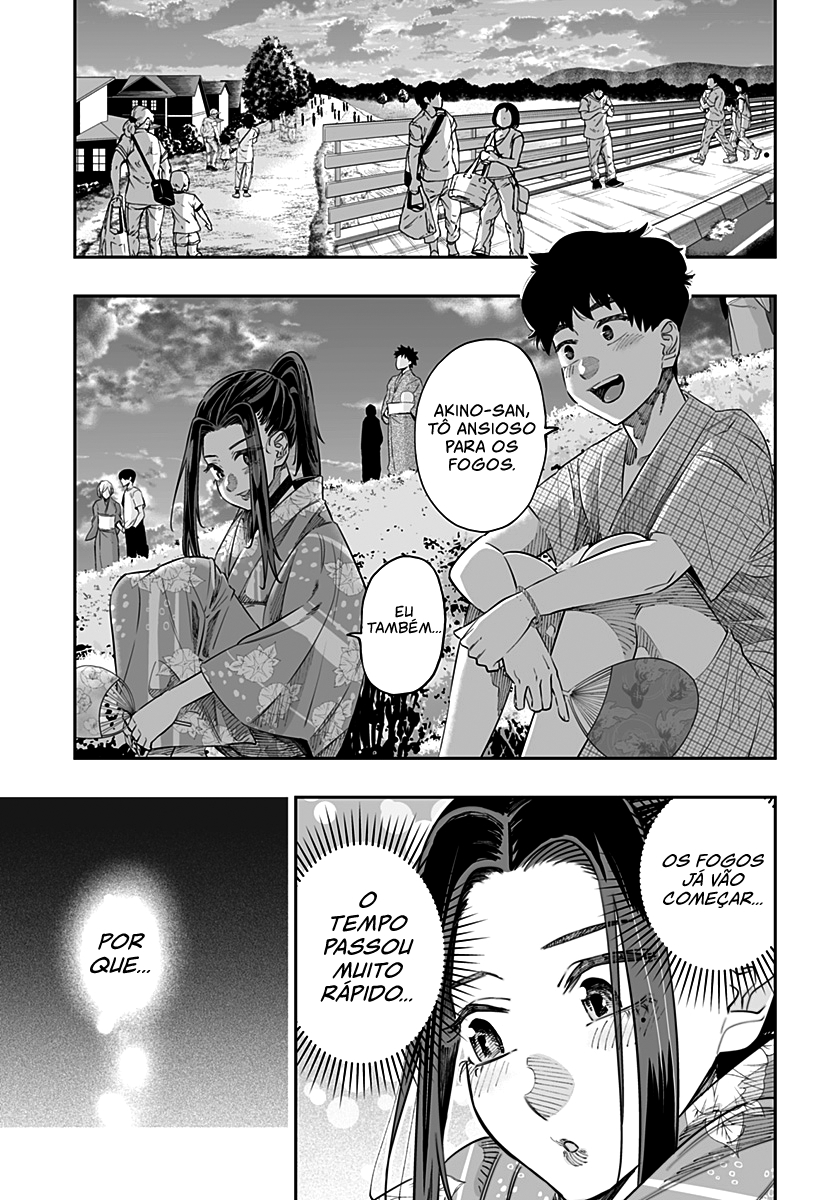 AKINO-SAN,
TÔ ANSIOSO
PARA OS
FOGOS.
EU
TAMBÉM...
OS FOGOS
JÁ VÃO
COMEÇAR...
O
TEMPO
PASSOU
MUITO
RÁPIDO...
POR
QUE...